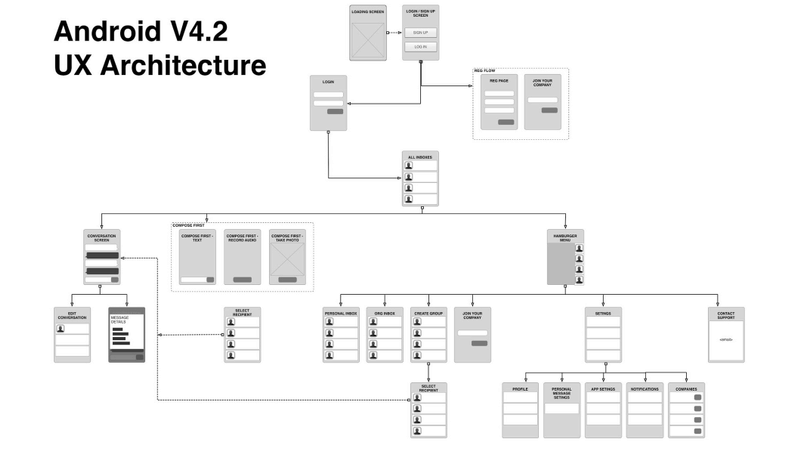 Android V4.2
UX Architecture
LOADING SCREEN
LOGIN / SIGN UP
SCREEN
SIGN UP
LOG IN
LOGIN
REG FLOW
REG PAGE
JOIN YOUR
COMPANY
ALL INBOXES
CONVERSATION
SCREEN
COMPOSE FIRST
COMPOSE FIRST -
TEXT
COMPOSE FIRST -
RECORD AUDIO
COMPOSE FIRST -
TAKE PHOTO
HAMBURGER
MENU
EDIT
CONVERSATION
MESSAGE
DETAILS
SELECT
RECIPIENT
PERSONAL INBOX
ORG INBOX
CREATE GROUP
JOIN YOUR
COMPANY
SETINGS
CONTACT
SUPPORT
SELECT
RECIPIENT
PROFILE
PERSONAL
MESSAGE
SETINGS
APP SETINGS
NOTIFICATIONS
COMPANIES